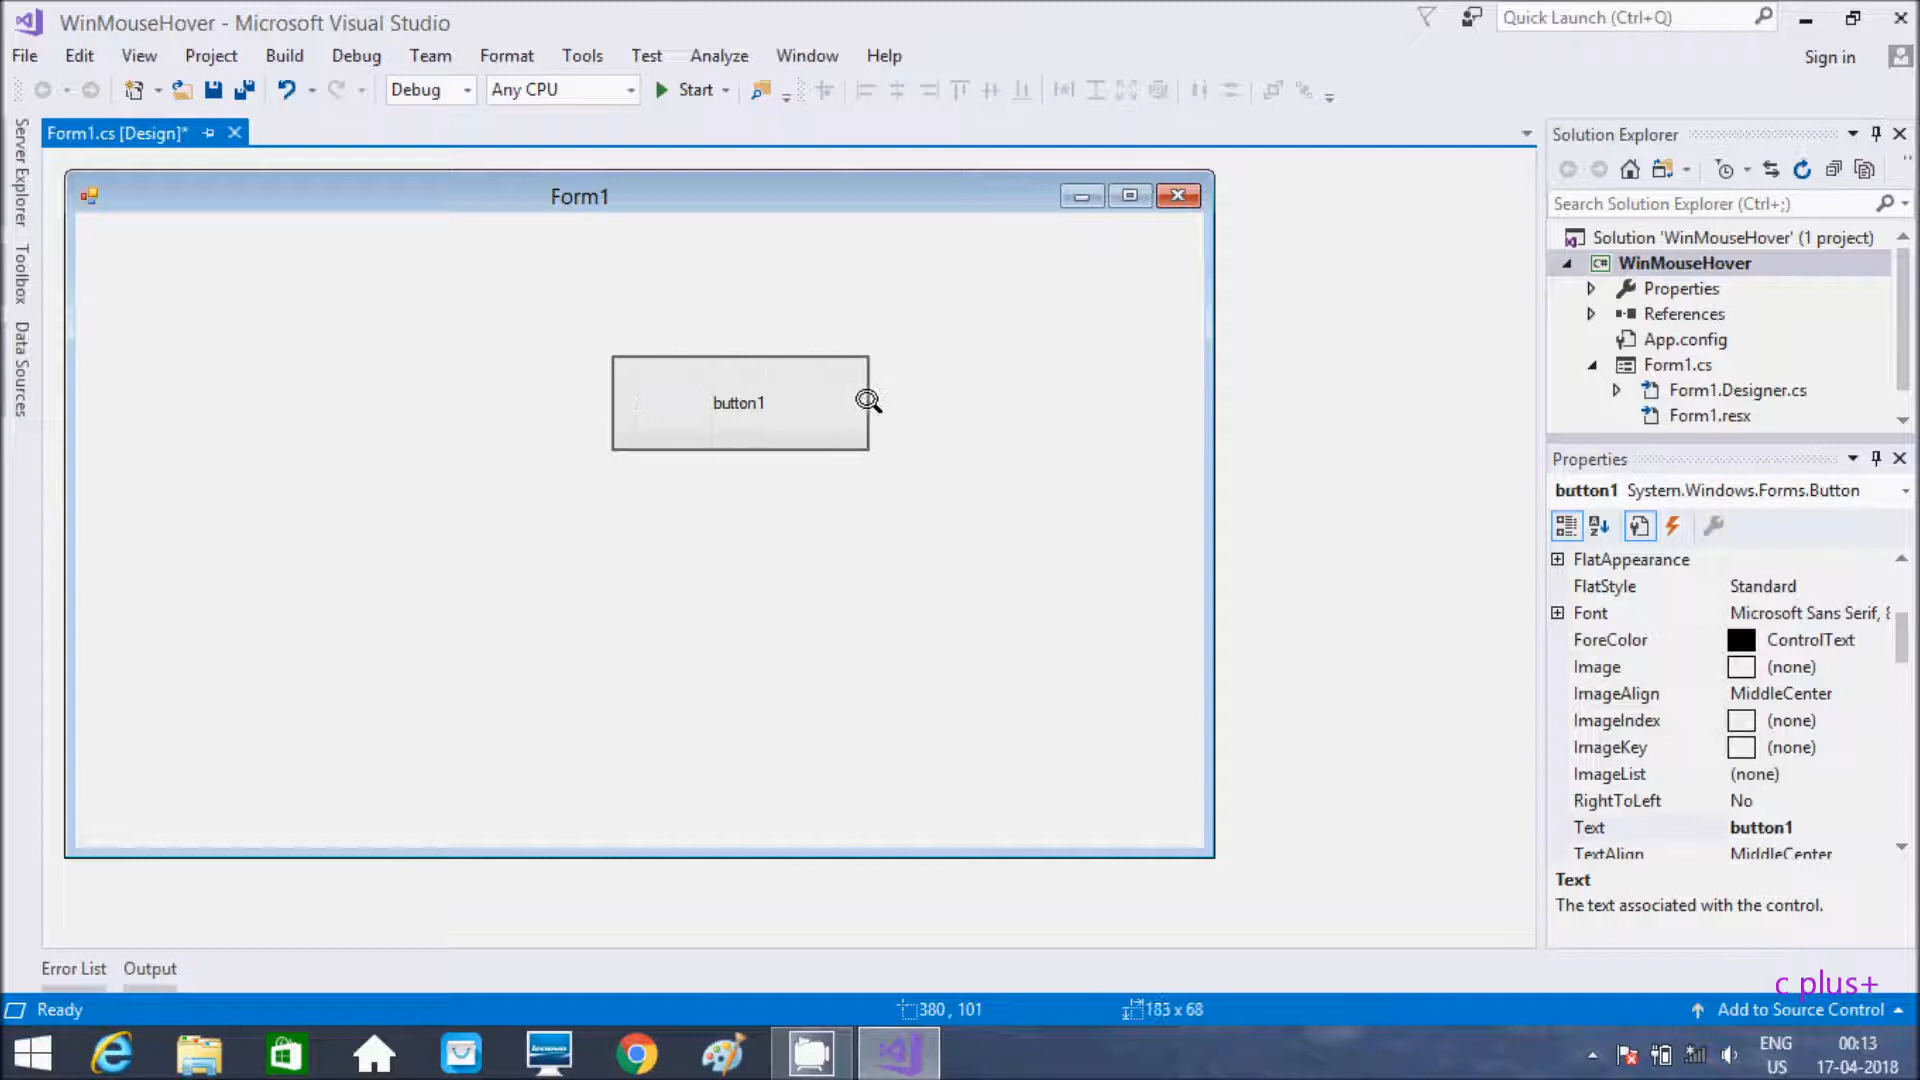 WinMouseHover - Microsoft Visual Studio
Quick Launch (Ctrl+Q)
File Edit View Project Build Debug Team Format Tools Test Analyze Window Help
Sign in
Debug Any CPU Start
Server Explorer
Toolbox
Data Sources
Form1.cs [Design]*
Form1
button1
Solution Explorer
Search Solution Explorer (Ctrl+;)
Solution 'WinMouseHover' (1 project)
C# WinMouseHover
Properties
References
App.config
Form1.cs
Form1.Designer.cs
Form1.resx
Properties
button1 System.Windows.Forms.Button
FlatAppearance
FlatStyle Standard
Font Microsoft Sans Serif, 8
ForeColor ControlText
Image (none)
ImageAlign MiddleCenter
ImageIndex (none)
ImageKey (none)
ImageList (none)
RightToLeft No
Text button1
TextAlign MiddleCenter
Text
The text associated with the control.
Error List Output
c plus+
Ready 380 , 101 183 x 68 Add to Source Control
ENG 00:13
US 17-04-2018